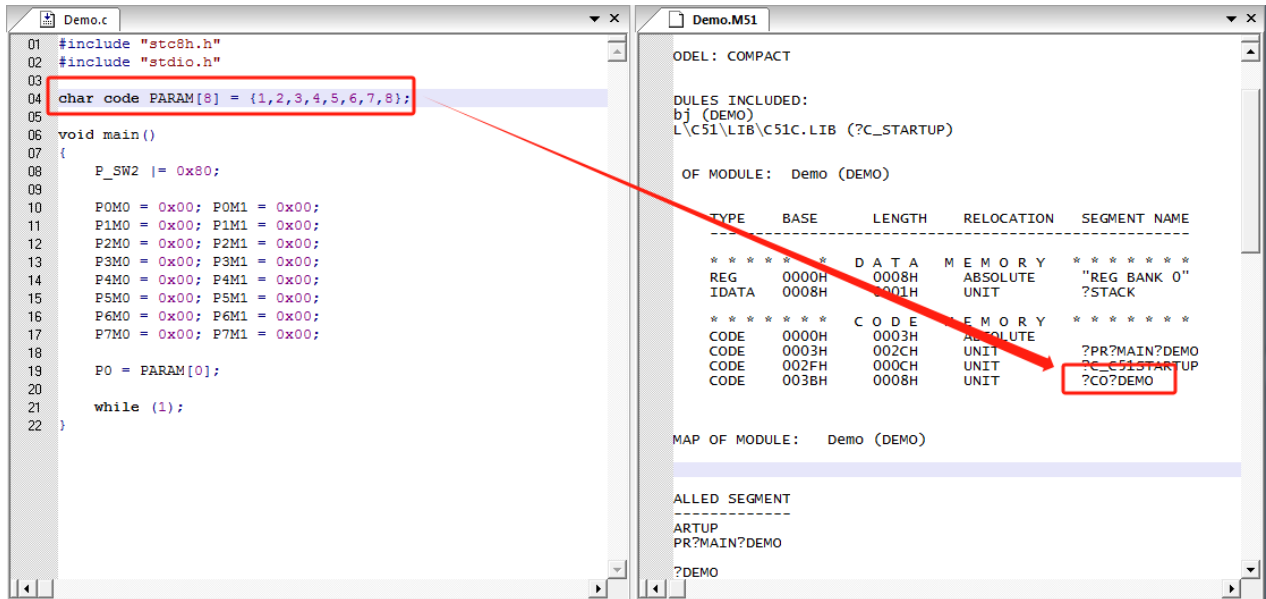 Demo.c
01 #include "stc8h.h"
02 #include "stdio.h"
03
04 char code PARAM[8] = {1,2,3,4,5,6,7,8};
05
06 void main()
07 {
08 P_SW2 |= 0x80;
09
10 P0M0 = 0x00; P0M1 = 0x00;
11 P1M0 = 0x00; P1M1 = 0x00;
12 P2M0 = 0x00; P2M1 = 0x00;
13 P3M0 = 0x00; P3M1 = 0x00;
14 P4M0 = 0x00; P4M1 = 0x00;
15 P5M0 = 0x00; P5M1 = 0x00;
16 P6M0 = 0x00; P6M1 = 0x00;
17 P7M0 = 0x00; P7M1 = 0x00;
18
19 P0 = PARAM[0];
20
21 while (1);
22 }
Demo.M51
ODEL: COMPACT
DULES INCLUDED:
bj (DEMO)
L\C51\LIB\C51C.LIB (?C_STARTUP)
OF MODULE: Demo (DEMO)
TYPE BASE LENGTH RELOCATION SEGMENT NAME
-----------------------------------------------------
* * * * * * D A T A M E M O R Y * * * * * * *
REG 0000H 0008H ABSOLUTE "REG BANK 0"
IDATA 0008H 0001H UNIT ?STACK
* * * * * * * C O D E M E M O R Y * * * * * * *
CODE 0000H 0003H ABSOLUTE
CODE 0003H 002CH UNIT ?PR?MAIN?DEMO
CODE 002FH 000CH UNIT ?C_C51STARTUP
CODE 003BH 0008H UNIT ?CO?DEMO
MAP OF MODULE: Demo (DEMO)
ALLED SEGMENT
-------------
ARTUP
PR?MAIN?DEMO
?DEMO